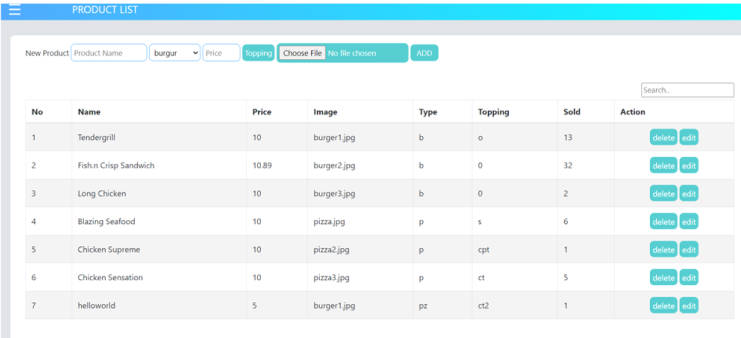 PRODUCT LIST
New Product Product Name burgur Price Topping Choose File No file chosen ADD
Search..
No Name Price Image Type Topping Sold Action
1 Tendergrill 10 burger1.jpg b o 13 delete edit
2 Fish.n Crisp Sandwich 10.89 burger2.jpg b 0 32 delete edit
3 Long Chicken 10 burger3.jpg b 0 2 delete edit
4 Blazing Seafood 10 pizza.jpg p s 6 delete edit
5 Chicken Supreme 10 pizza2.jpg p cpt 1 delete edit
6 Chicken Sensation 10 pizza3.jpg p ct 5 delete edit
7 helloworld 5 burger1.jpg pz ct2 1 delete edit